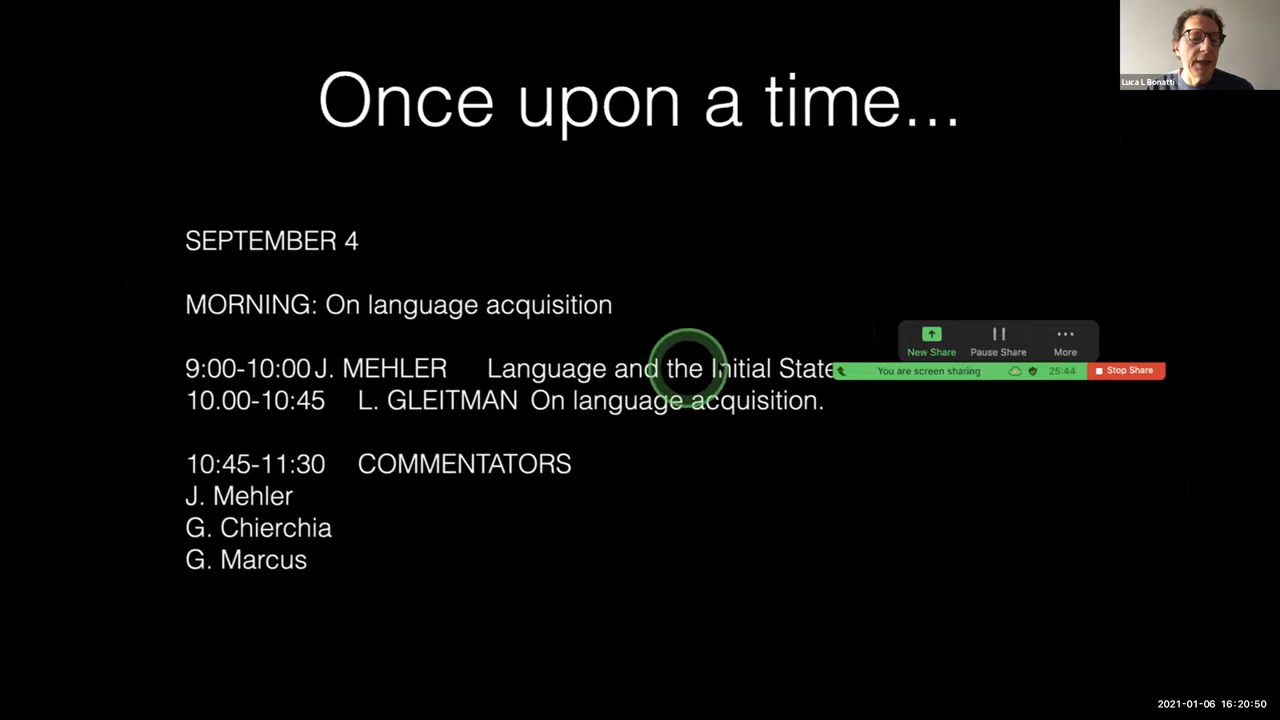 Once upon a time...
Luca L Bonatti
SEPTEMBER 4
MORNING: On language acquisition
9:00-10:00 J. MEHLER Language and the Initial State
10.00-10:45 L. GLEITMAN On language acquisition.
New Share Pause Share More
You are screen sharing 25:44 Stop Share
10:45-11:30 COMMENTATORS
J. Mehler
G. Chierchia
G. Marcus
2021-01-06 16:20:50